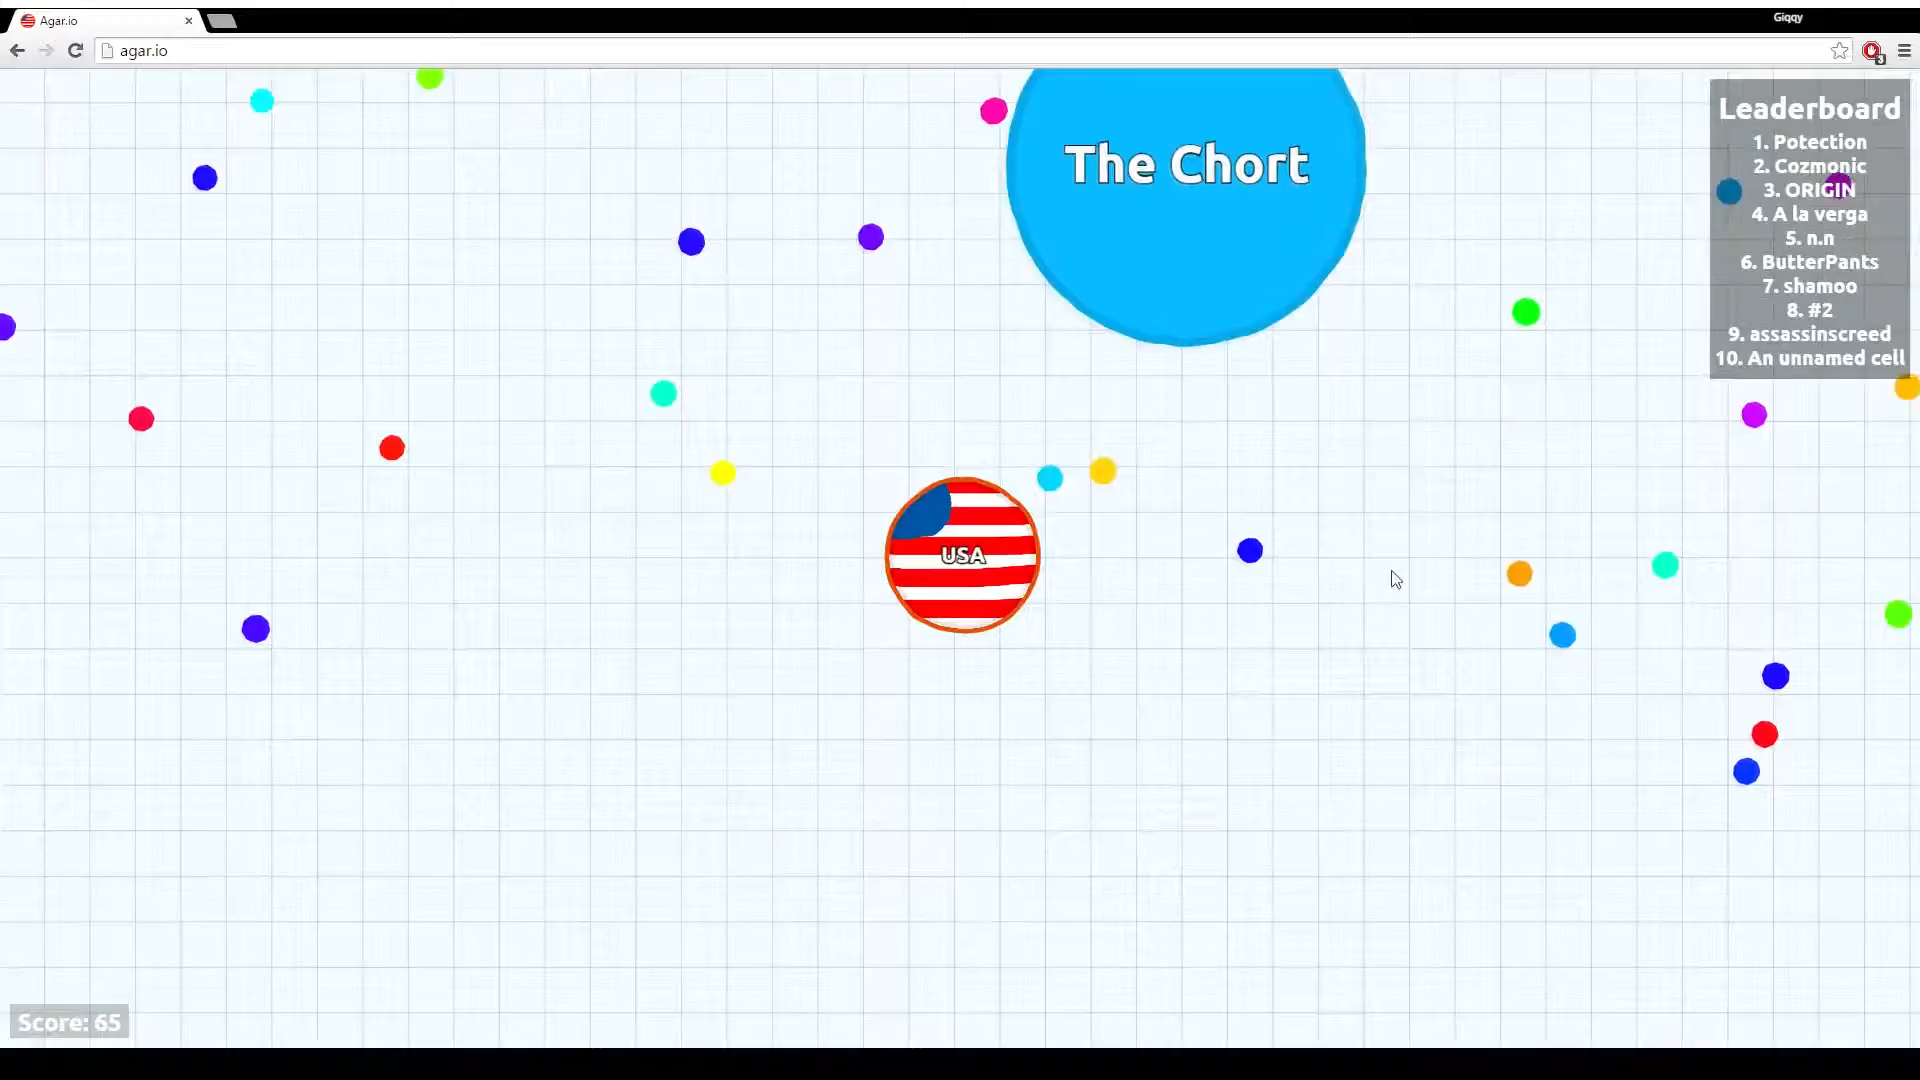 Agar.io
Giqqy
agar.io
3
The Chort
Leaderboard
1. Potection
2. Cozmonic
3. ORIGIN
4. A la verga
5. n.n
6. ButterPants
7. shamoo
8. #2
9. assassinscreed
10. An unnamed cell
USA
Score: 65